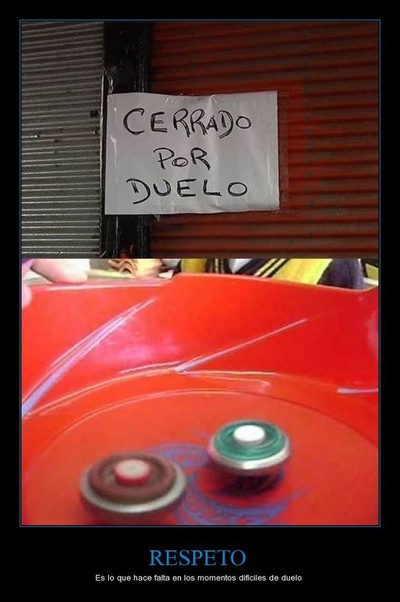 CERRADO
POR
DUELO
RESPETO
Es lo que hace falta en los momentos difíciles de duelo